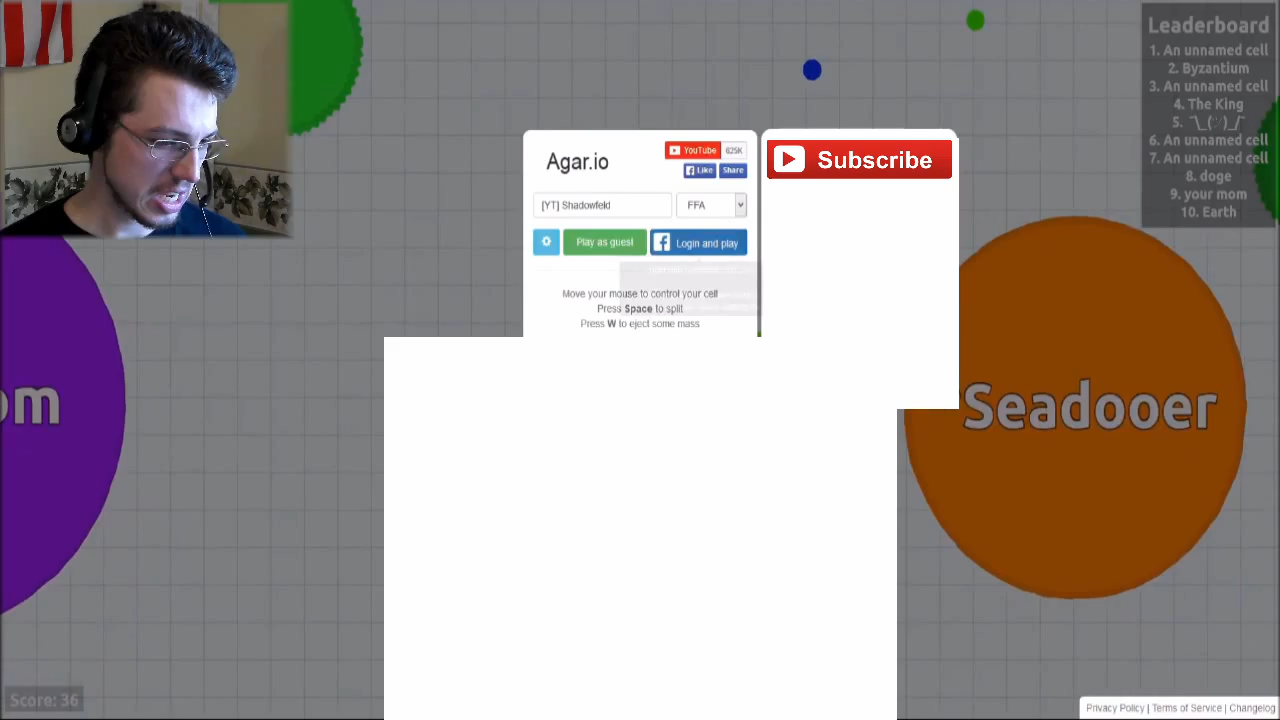 Leaderboard
1. An unnamed cell
2. Byzantium
3. An unnamed cell
4. The King
5. ¯\_(ツ)_/¯
6. An unnamed cell
7. An unnamed cell
8. doge
9. your mom
10. Earth
Agar.io
YouTube 625K
Like Share
Subscribe
[YT] Shadowfeld
FFA
Play as guest
Login and play
Move your mouse to control your cell
Press Space to split
Press W to eject some mass
om
Seadooer
Score: 36
Privacy Policy | Terms of Service | Changelog